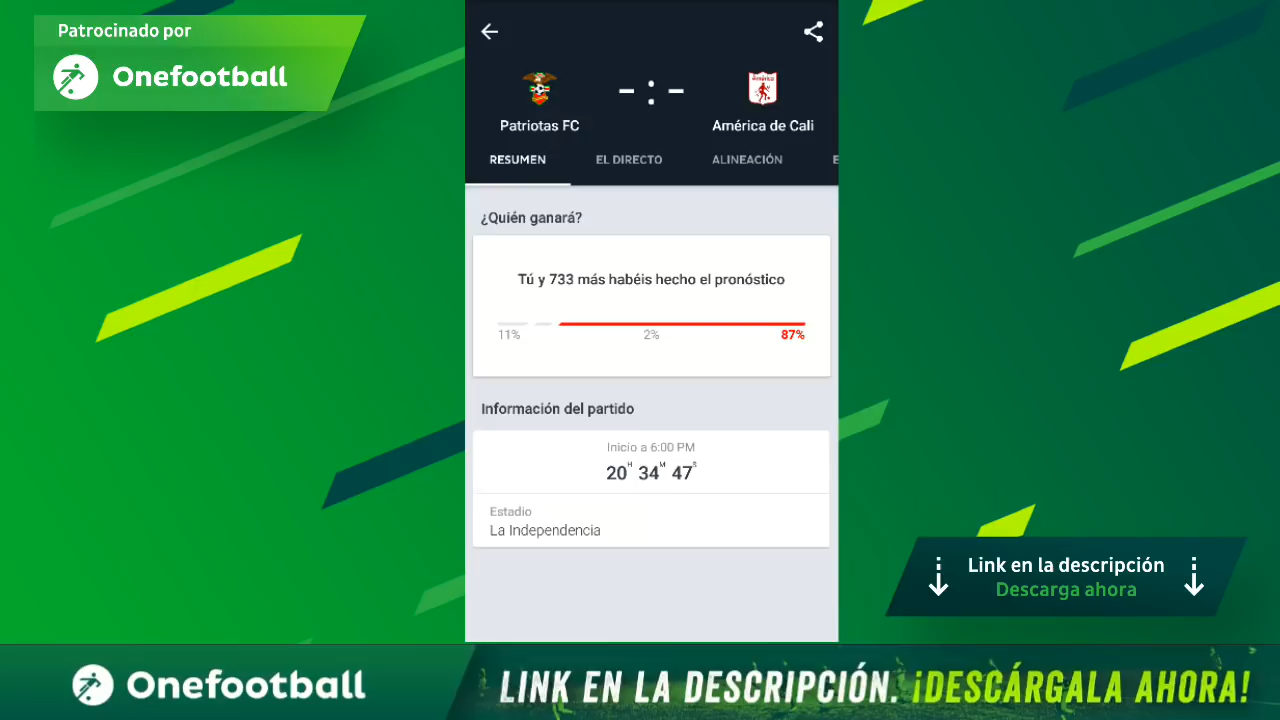 Patrocinado por
Onefootball
- : -
Patriotas FC
América
América de Cali
RESUMEN EL DIRECTO ALINEACIÓN E
¿Quién ganará?
Tú y 733 más habéis hecho el pronóstico
11% 2% 87%
Información del partido
Inicio a 6:00 PM
20H 34M 47S
Estadio
La Independencia
Link en la descripción
Descarga ahora
Onefootball
LINK EN LA DESCRIPCIÓN. ¡DESCÁRGALA AHORA!